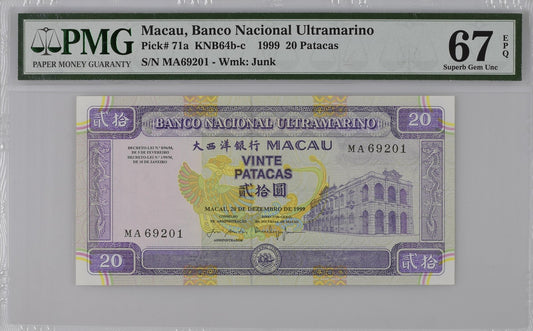 PMG
PAPER MONEY GUARANTY
Macau, Banco Nacional Ultramarino
Pick# 71a KNB64b-c 1999 20 Patacas
S/N MA69201 - Wmk: Junk
67 EPQ
Superb Gem Unc
貳拾
BANCO NACIONAL ULTRAMARINO
20
大西洋銀行 MACAU
MA69201
VINTE
PATACAS
貳拾圓
MACAU, 20 DE DEZEMBRO DE 1999
MA69201
ADMINISTRADOR
20
貳拾